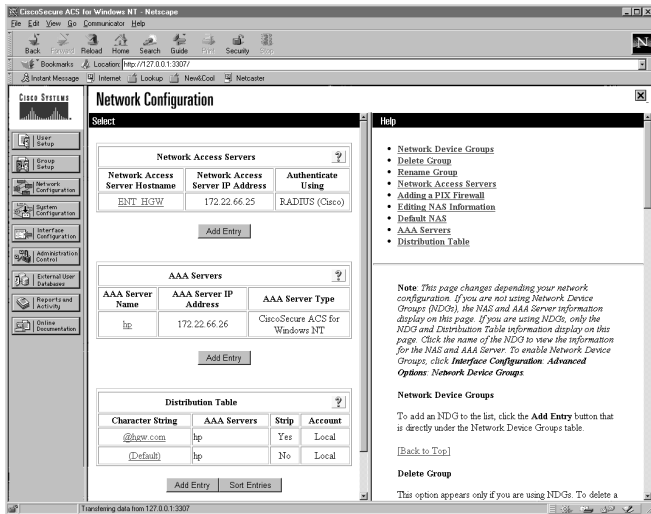 CiscoSecure ACS for Windows NT - Netscape
File Edit View Go Communicator Help
Back Forward Reload Home Search Guide Print Security Stop
N
Bookmarks Location: http://127.0.0.1:3307/
Instant Message Internet Lookup New&Cool Netcaster
CISCO SYSTEMS
User Setup
Group Setup
Network Configuration
System Configuration
Interface Configuration
Administration Control
External User Databases
Reports and Activity
Online Documentation
Network Configuration
Select
Network Access Servers ?
Network Access Server Hostname Network Access Server IP Address Authenticate Using
ENT_HGW 172.22.66.25 RADIUS (Cisco)
Add Entry
AAA Servers ?
AAA Server Name AAA Server IP Address AAA Server Type
hp 172.22.66.26 CiscoSecure ACS for Windows NT
Add Entry
Distribution Table ?
Character String AAA Servers Strip Account
@hgw.com hp Yes Local
(Default) hp No Local
Add Entry Sort Entries
Help
Network Device Groups
Delete Group
Rename Group
Network Access Servers
Adding a PIX Firewall
Editing NAS Information
Default NAS
AAA Servers
Distribution Table
Note: This page changes depending your network
configuration. If you are not using Network Device
Groups (NDGs), the NAS and AAA Server information
display on this page. If you are using NDGs, only the
NDG and Distribution Table information display on this
page. Click the name of the NDG to view the information
for the NAS and AAA Server. To enable Network Device
Groups, click Interface Configuration: Advanced
Options: Network Device Groups.
Network Device Groups
To add an NDG to the list, click the Add Entry button that
is directly under the Network Device Groups table.
[Back to Top]
Delete Group
This option appears only if you are using NDGs. To delete a
Transferring data from 127.0.0.1:3307